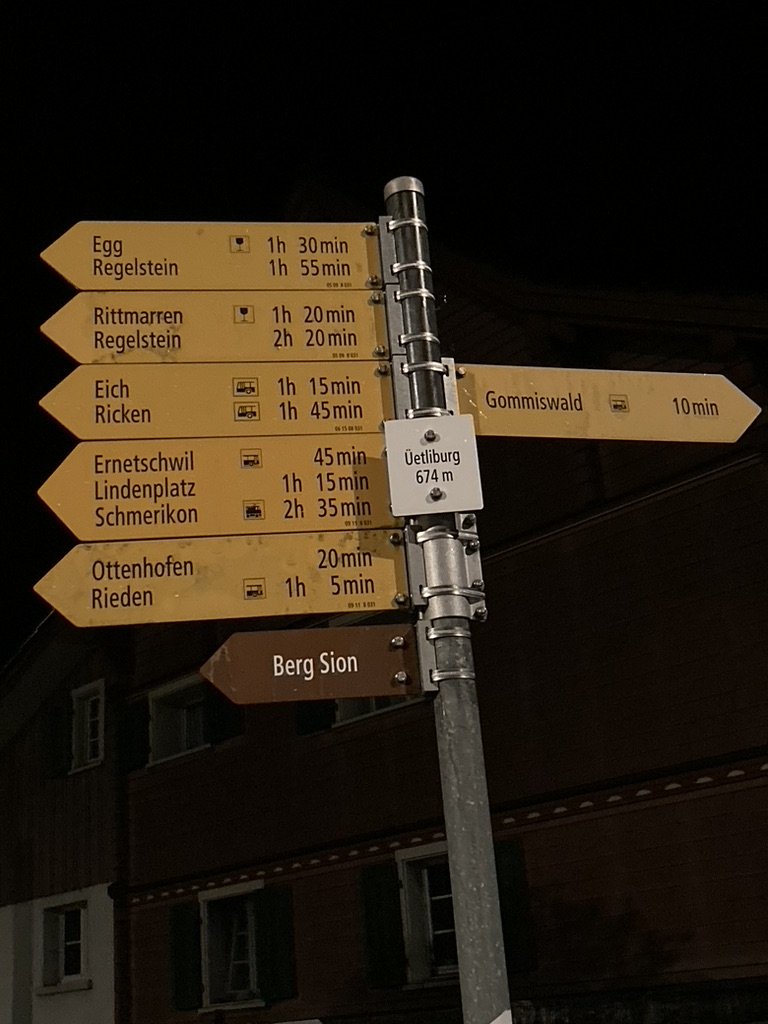 Egg 1h 30min
Regelstein 1h 55min
Rittmarren 1h 20min
Regelstein 2h 20min
Eich 1h 15min
Ricken 1h 45min
Gommiswald 10min
Üetliburg
674 m
Ernetschwil 45min
Lindenplatz 1h 15min
Schmerikon 2h 35min
Ottenhofen 20min
Rieden 1h 5min
Berg Sion